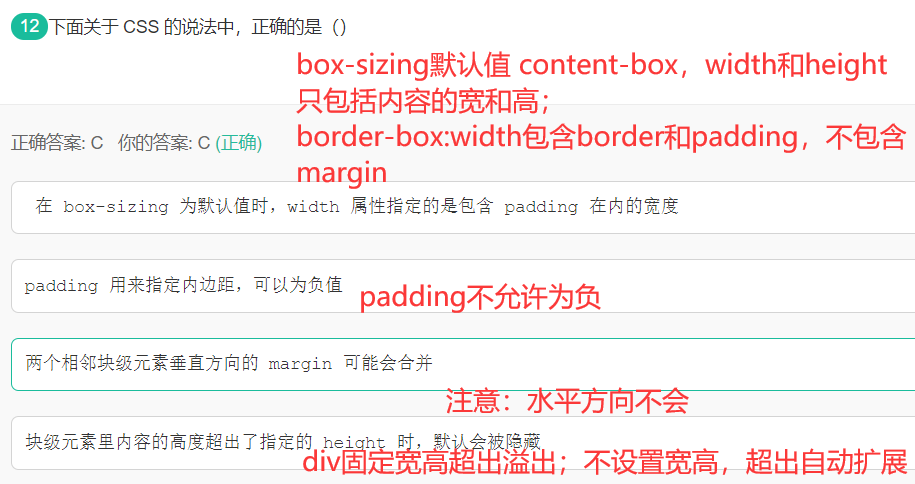 12 下面关于 CSS 的说法中，正确的是（）
box-sizing默认值 content-box，width和height
只包括内容的宽和高；
正确答案: C 你的答案: C (正确)
border-box:width包含border和padding，不包含
margin
在 box-sizing 为默认值时，width 属性指定的是包含 padding 在内的宽度
padding 用来指定内边距，可以为负值
padding不允许为负
两个相邻块级元素垂直方向的 margin 可能会合并
注意：水平方向不会
块级元素里内容的高度超出了指定的 height 时，默认会被隐藏
div固定宽高超出溢出；不设置宽高，超出自动扩展